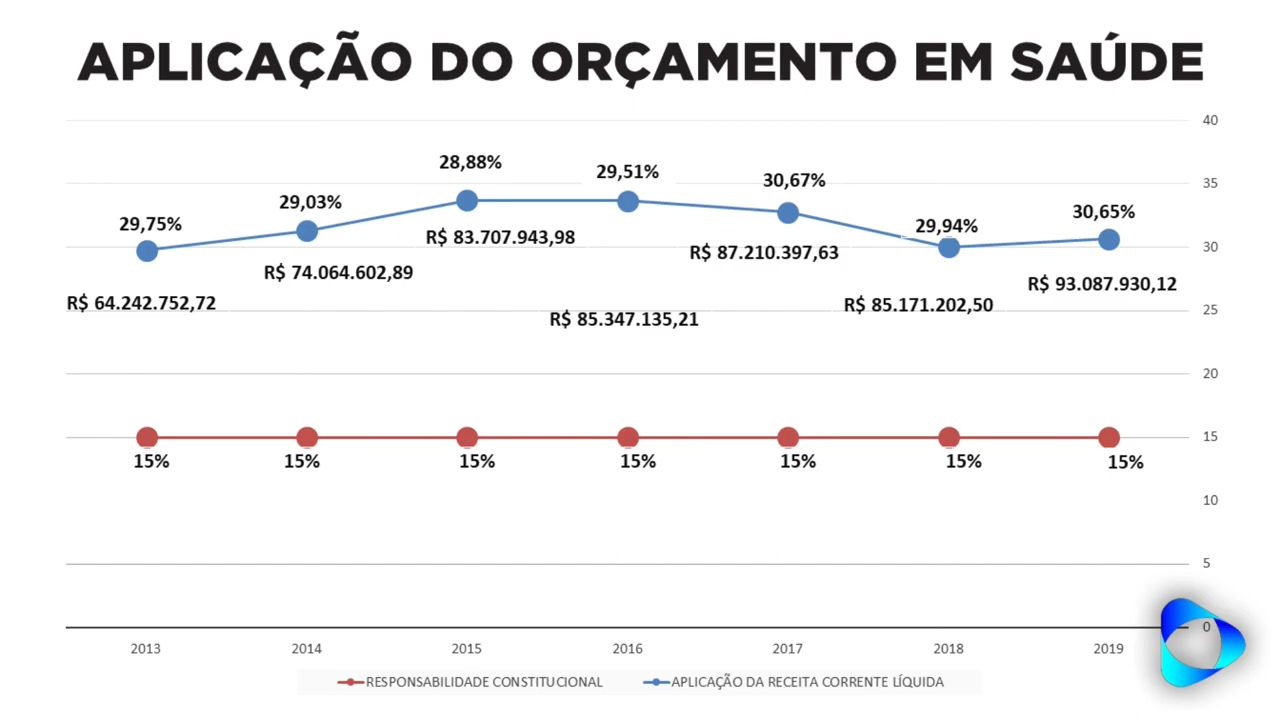 APLICAÇÃO DO ORÇAMENTO EM SAÚDE
40
35
30
25
20
15
10
5
0
28,88%
29,51%
30,67%
29,03%
30,65%
29,75%
29,94%
R$ 83.707.943,98
R$ 87.210.397,63
R$ 74.064.602,89
R$ 93.087.930,12
R$ 64.242.752,72
R$ 85.171.202,50
R$ 85.347.135,21
15% 15% 15% 15% 15% 15% 15%
2013 2014 2015 2016 2017 2018 2019
RESPONSABILIDADE CONSTITUCIONAL APLICAÇÃO DA RECEITA CORRENTE LÍQUIDA